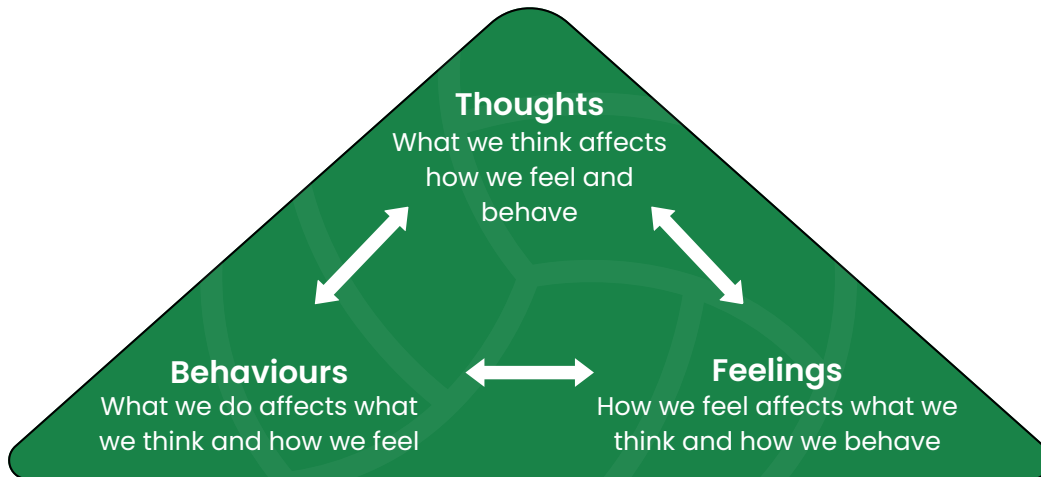 Thoughts
What we think affects
how we feel and
behave
Behaviours
What we do affects what
we think and how we feel
Feelings
How we feel affects what we
think and how we behave